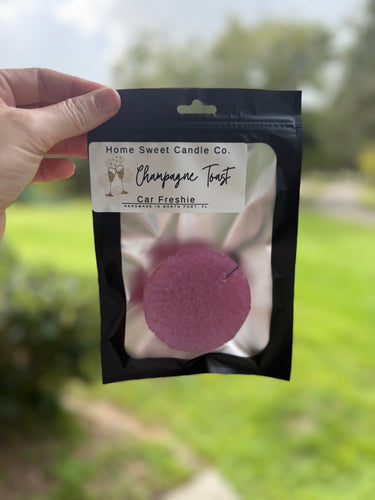 Home Sweet Candle Co.
Champagne Toast
Car Freshie
HANDMADE IN NORTH PORT, FL